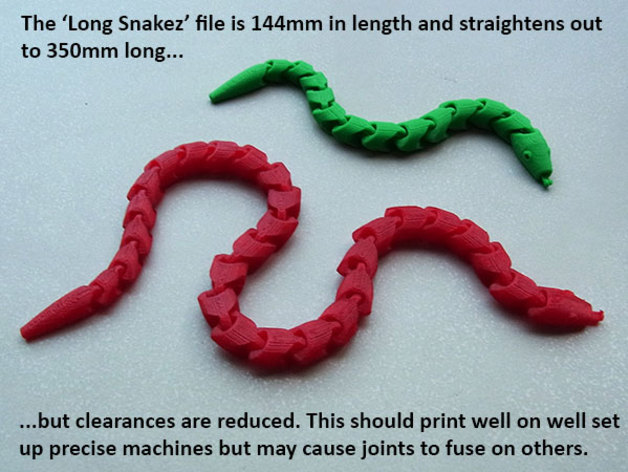 The ‘Long Snakez’ file is 144mm in length and straightens out
to 350mm long...
...but clearances are reduced. This should print well on well set
up precise machines but may cause joints to fuse on others.